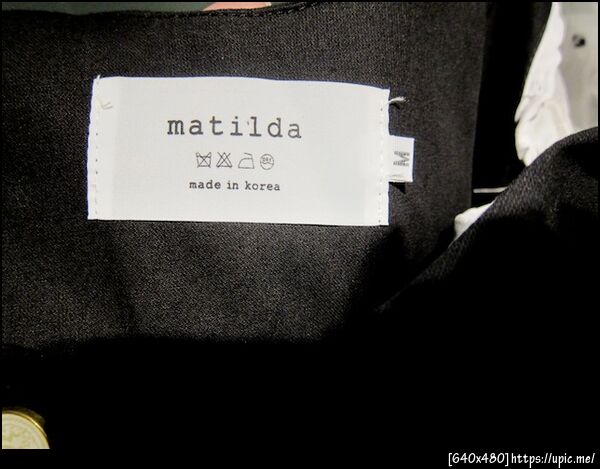 matilda
made in korea
M
[640x480]https://upic.me/